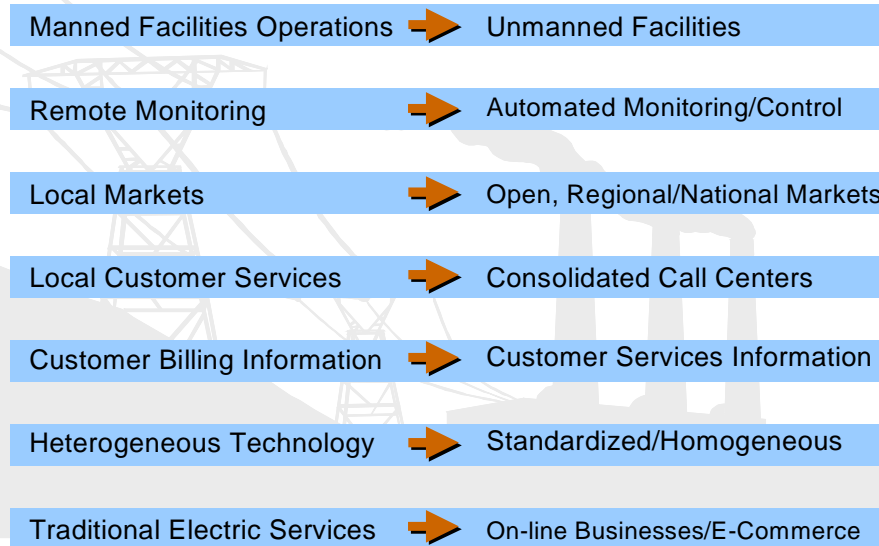 Manned Facilities Operations Unmanned Facilities
Remote Monitoring Automated Monitoring/Control
Local Markets Open, Regional/National Markets
Local Customer Services Consolidated Call Centers
Customer Billing Information Customer Services Information
Heterogeneous Technology Standardized/Homogeneous
Traditional Electric Services On-line Businesses/E-Commerce